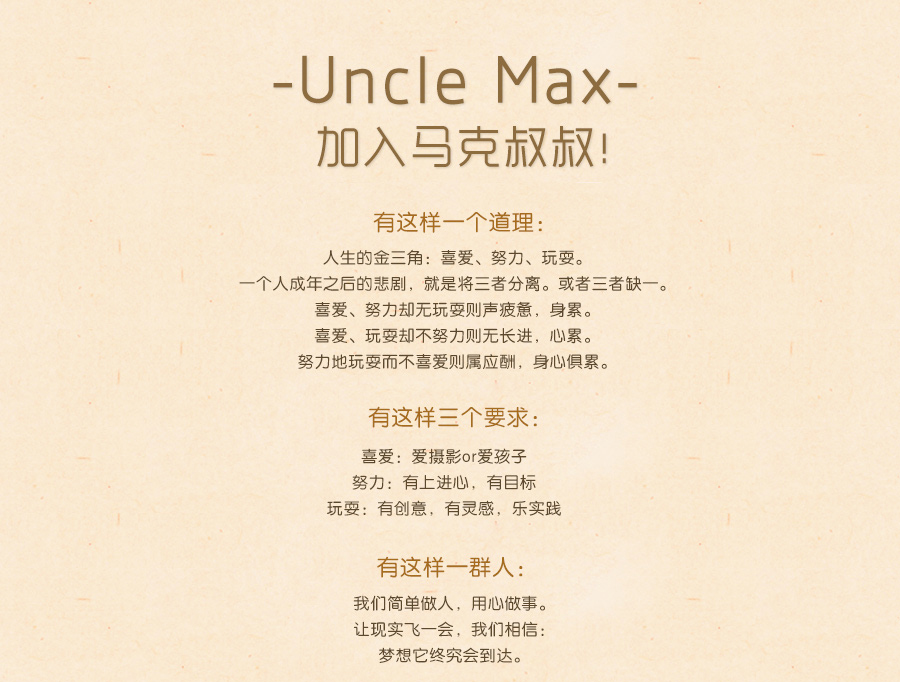 -Uncle Max-
加入马克叔叔!
有这样一个道理：
人生的金三角：喜爱、努力、玩耍。
一个人成年之后的悲剧，就是将三者分离。或者三者缺一。
喜爱、努力却无玩耍则声疲惫，身累。
喜爱、玩耍却不努力则无长进，心累。
努力地玩耍而不喜爱则属应酬，身心俱累。
有这样三个要求：
喜爱：爱摄影or爱孩子
努力：有上进心，有目标
玩耍：有创意，有灵感，乐实践
有这样一群人：
我们简单做人，用心做事。
让现实飞一会，我们相信：
梦想它终究会到达。